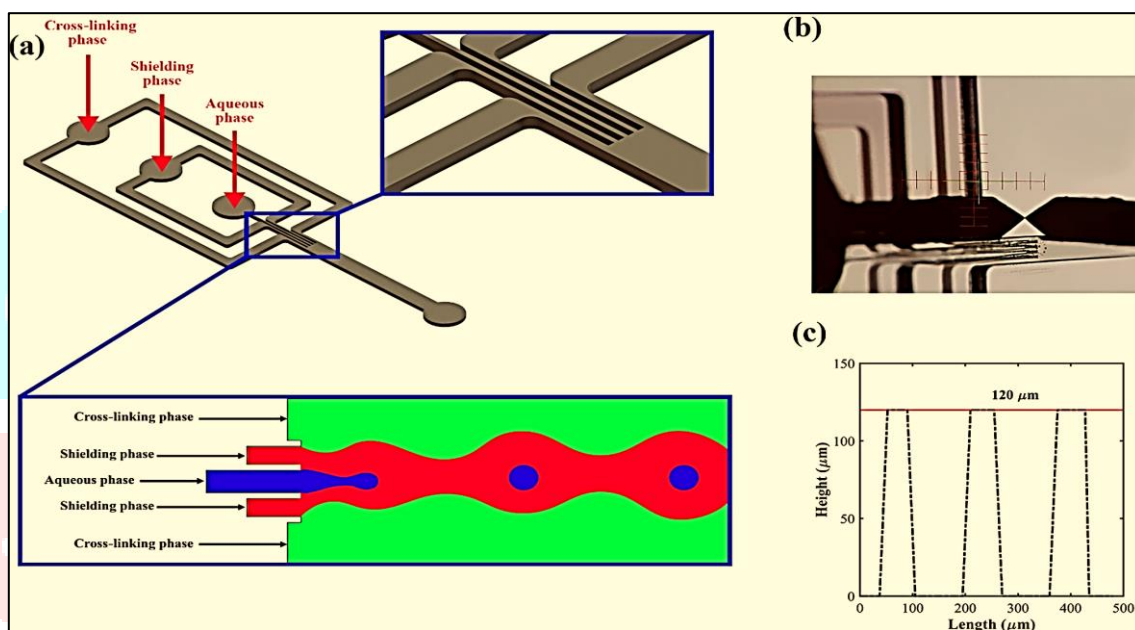 (a)
Cross-linking
phase
Shielding
phase
Aqueous
phase
Cross-linking phase
Shielding phase
Aqueous phase
Shielding phase
Cross-linking phase
(b)
(c)
150
120 μm
100
50
0
Height (μm)
0 100 200 300 400 500
Length (μm)